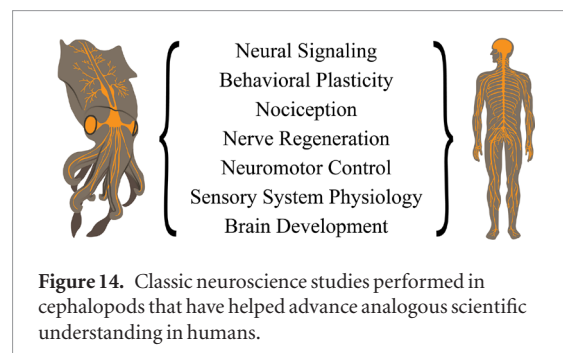 Neural Signaling
Behavioral Plasticity
Nociception
Nerve Regeneration
Neuromotor Control
Sensory System Physiology
Brain Development
Figure 14. Classic neuroscience studies performed in
cephalopods that have helped advance analogous scientific
understanding in humans.